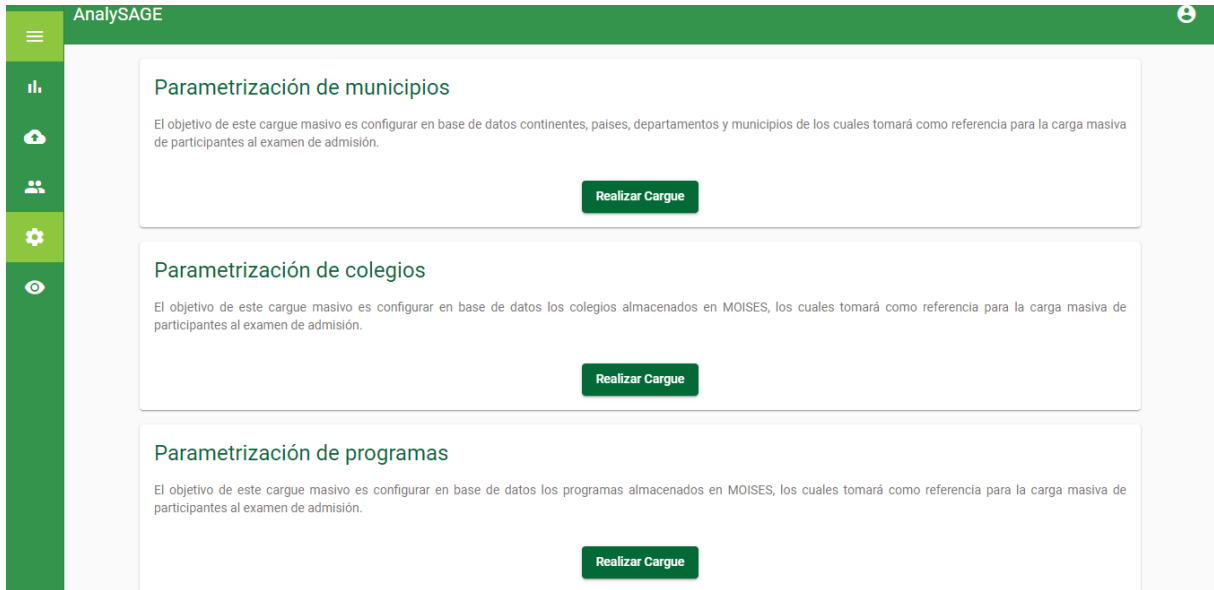 AnalySAGE
Parametrización de municipios
El objetivo de este cargue masivo es configurar en base de datos continentes, paises, departamentos y municipios de los cuales tomará como referencia para la carga masiva
de participantes al examen de admisión.
Realizar Cargue
Parametrización de colegios
El objetivo de este cargue masivo es configurar en base de datos los colegios almacenados en MOISES, los cuales tomará como referencia para la carga masiva de
participantes al examen de admisión.
Realizar Cargue
Parametrización de programas
El objetivo de este cargue masivo es configurar en base de datos los programas almacenados en MOISES, los cuales tomará como referencia para la carga masiva de
participantes al examen de admisión.
Realizar Cargue